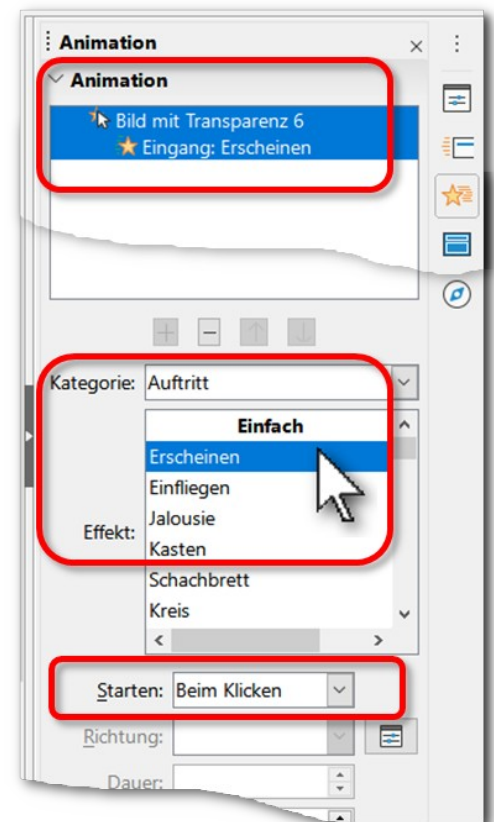 Animation
Animation
Bild mit Transparenz 6
Eingang: Erscheinen
Kategorie: Auftritt
Einfach
Erscheinen
Einfliegen
Jalousie
Effekt:
Kasten
Schachbrett
Kreis
Starten: Beim Klicken
Richtung:
Dauer: